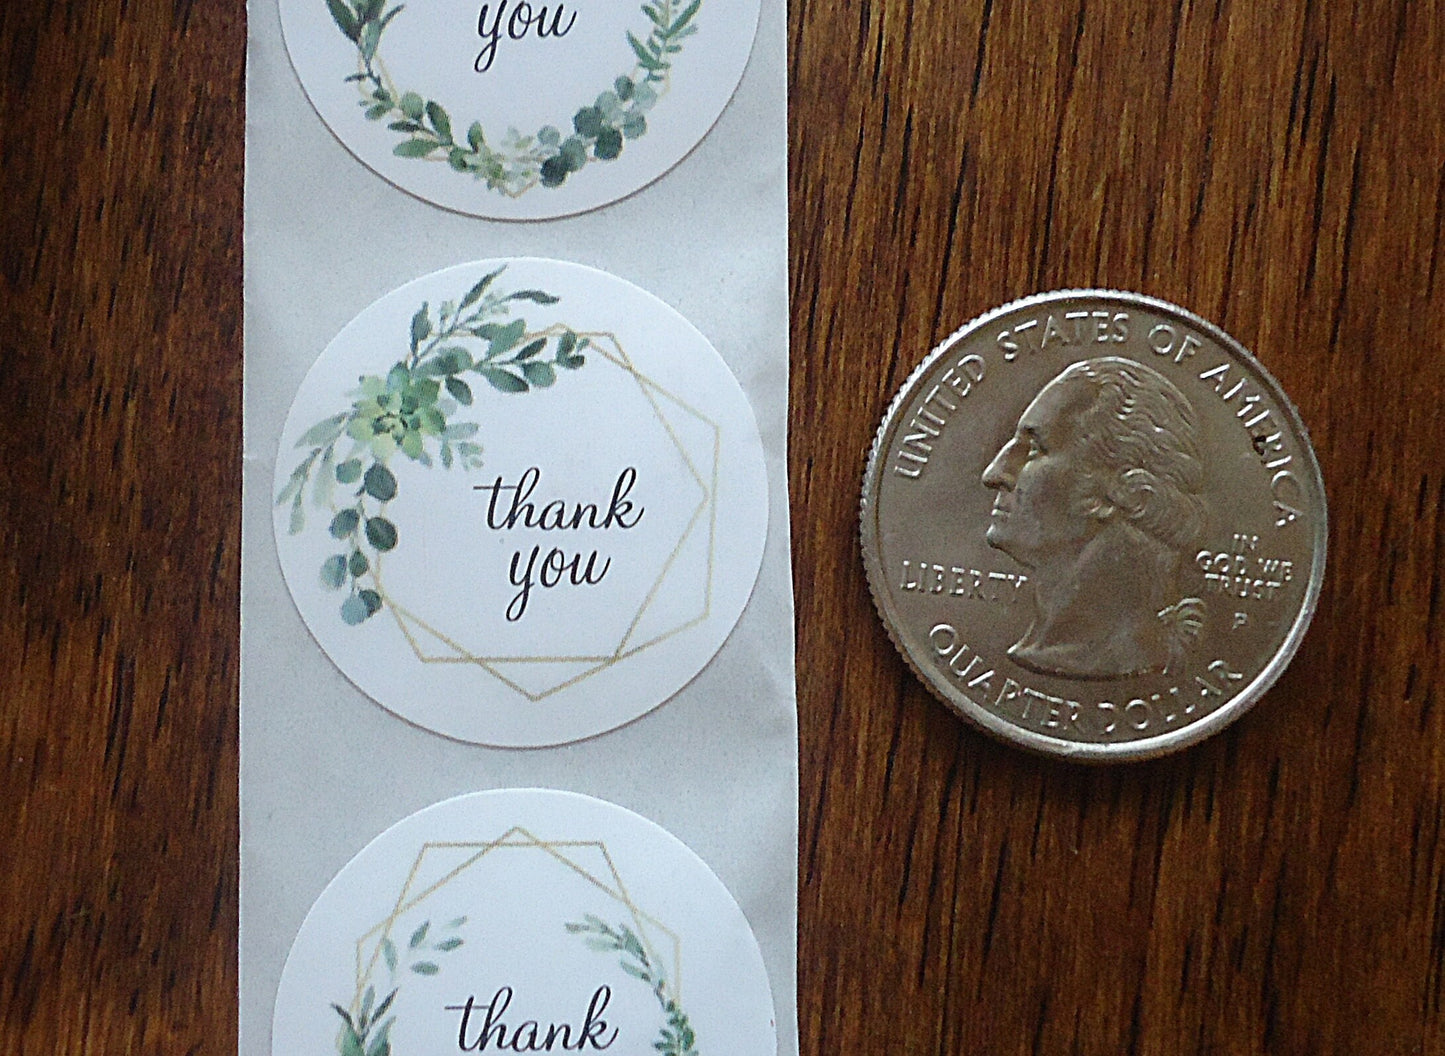 you
thank
you
thank
UNITED STATES OF AMERICA
LIBERTY
IN
GOD WE
TRUST
P
QUARTER DOLLAR